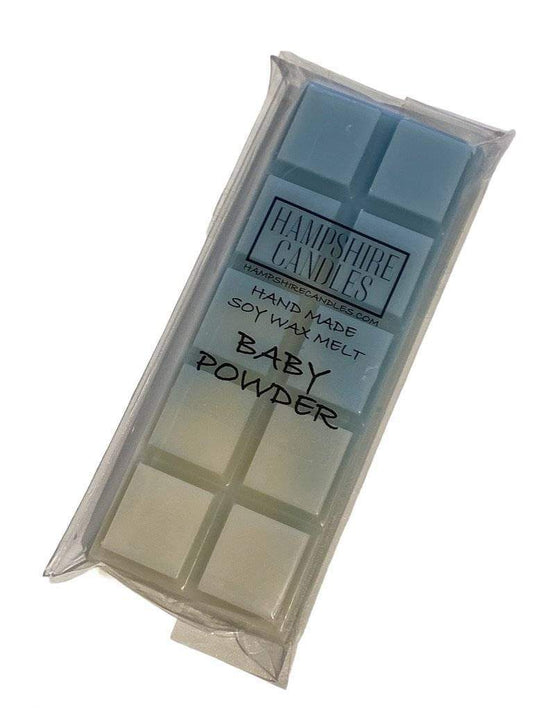 HAMPSHIRE
CANDLES
HAMPSHIRECANDLES.COM
HAND MADE
SOY WAX MELT
BABY
POWDER